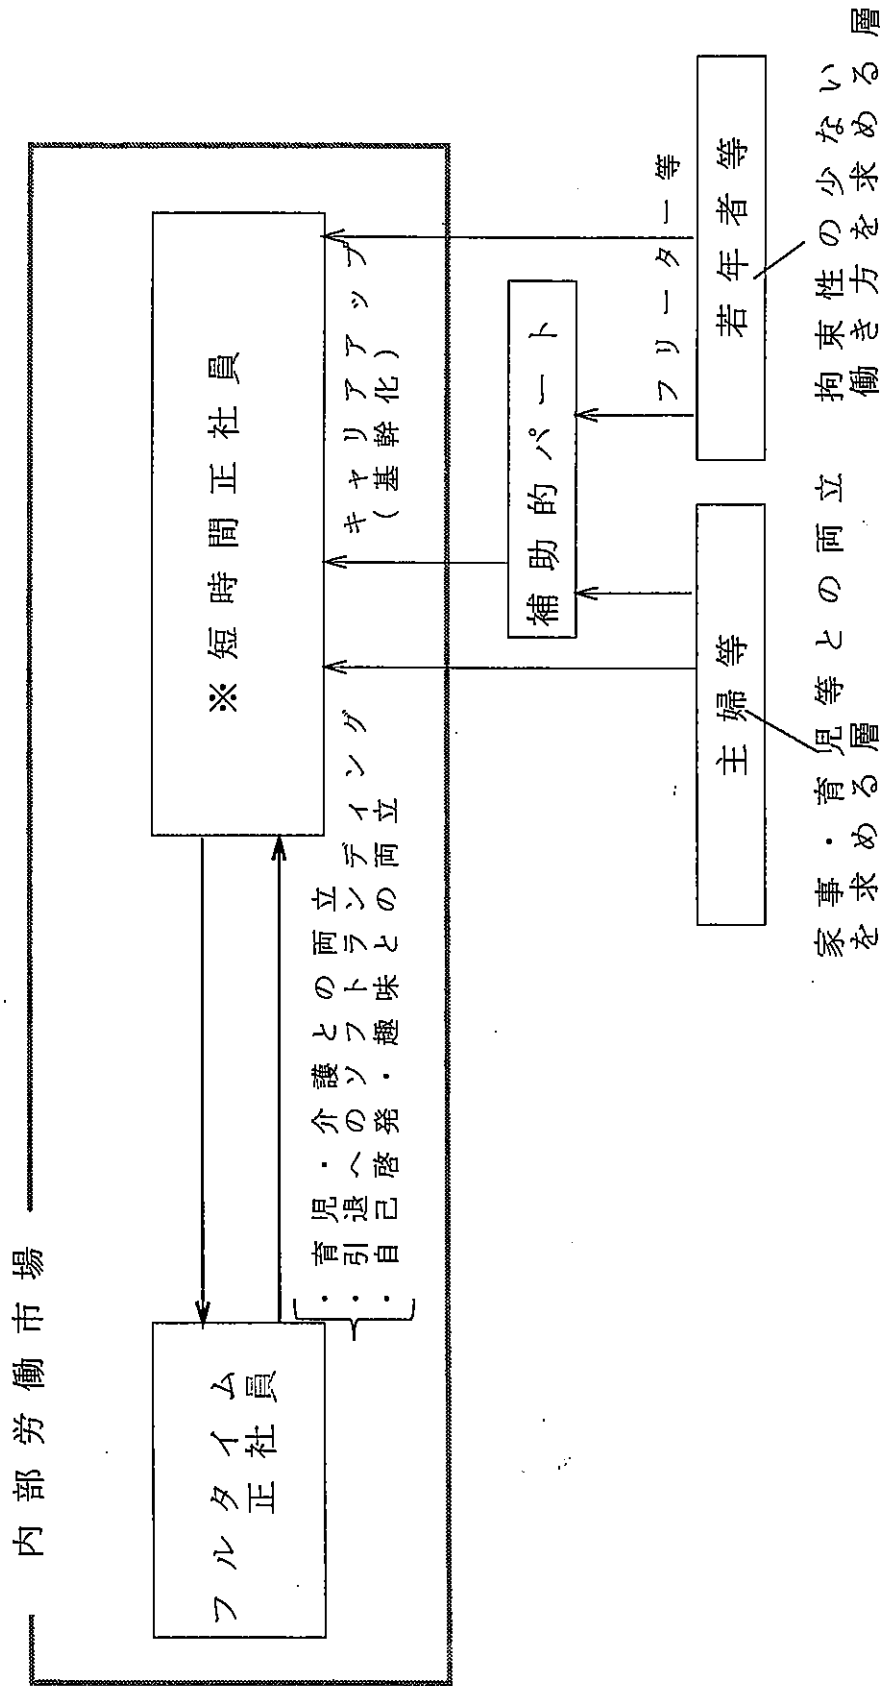 内部労働市場
フルタイム
正社員
※短時間正社員
・育児・介護との両立
・引退へのソフトランディング
・自己啓発・趣味との両立
キャリアアップ
(基幹化)
補助的パート
フリーター等
主婦等
若年者等
家事・育児等との両立
を求める層
拘束性の少ない
働き方を求める層